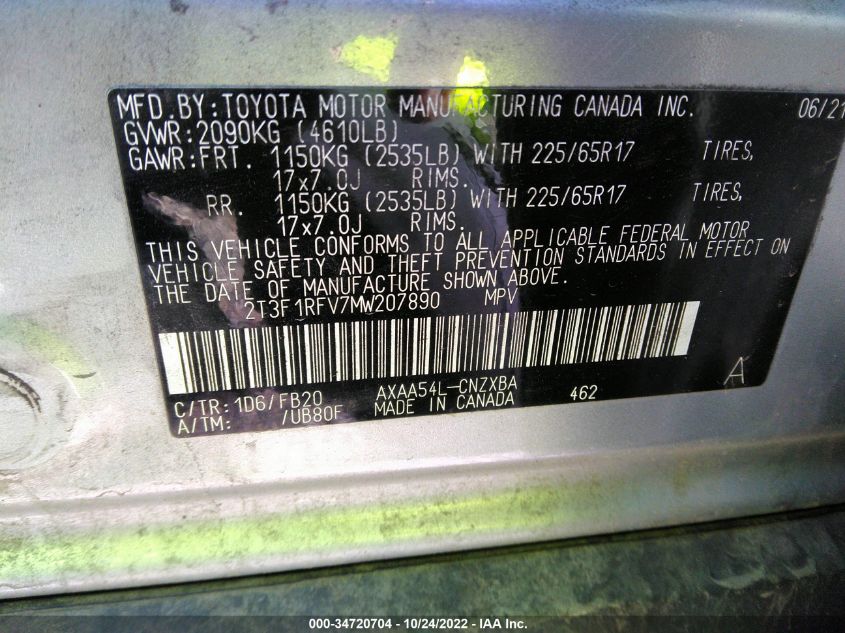 MFD.BY:TOYOTA MOTOR MANUFACTURING CANADA INC. 06/21
GVWR:2090KG (4610LB)
GAWR:FRT. 1150KG (2535LB) WITH 225/65R17 TIRES,
17x7.0J RIMS.
RR. 1150KG (2535LB) WITH 225/65R17 TIRES,
17x7.0J RIMS.
THIS VEHICLE CONFORMS TO ALL APPLICABLE FEDERAL MOTOR
VEHICLE SAFETY AND THEFT PREVENTION STANDARDS IN EFFECT ON
THE DATE OF MANUFACTURE SHOWN ABOVE.
2T3F1RFV7MW207890 MPV
C/TR:1D6/FB20 AXAA54L-CNZXBA A
A/TM: /UB80F MADE IN CANADA 462
000-34720704 - 10/24/2022 - IAA Inc.